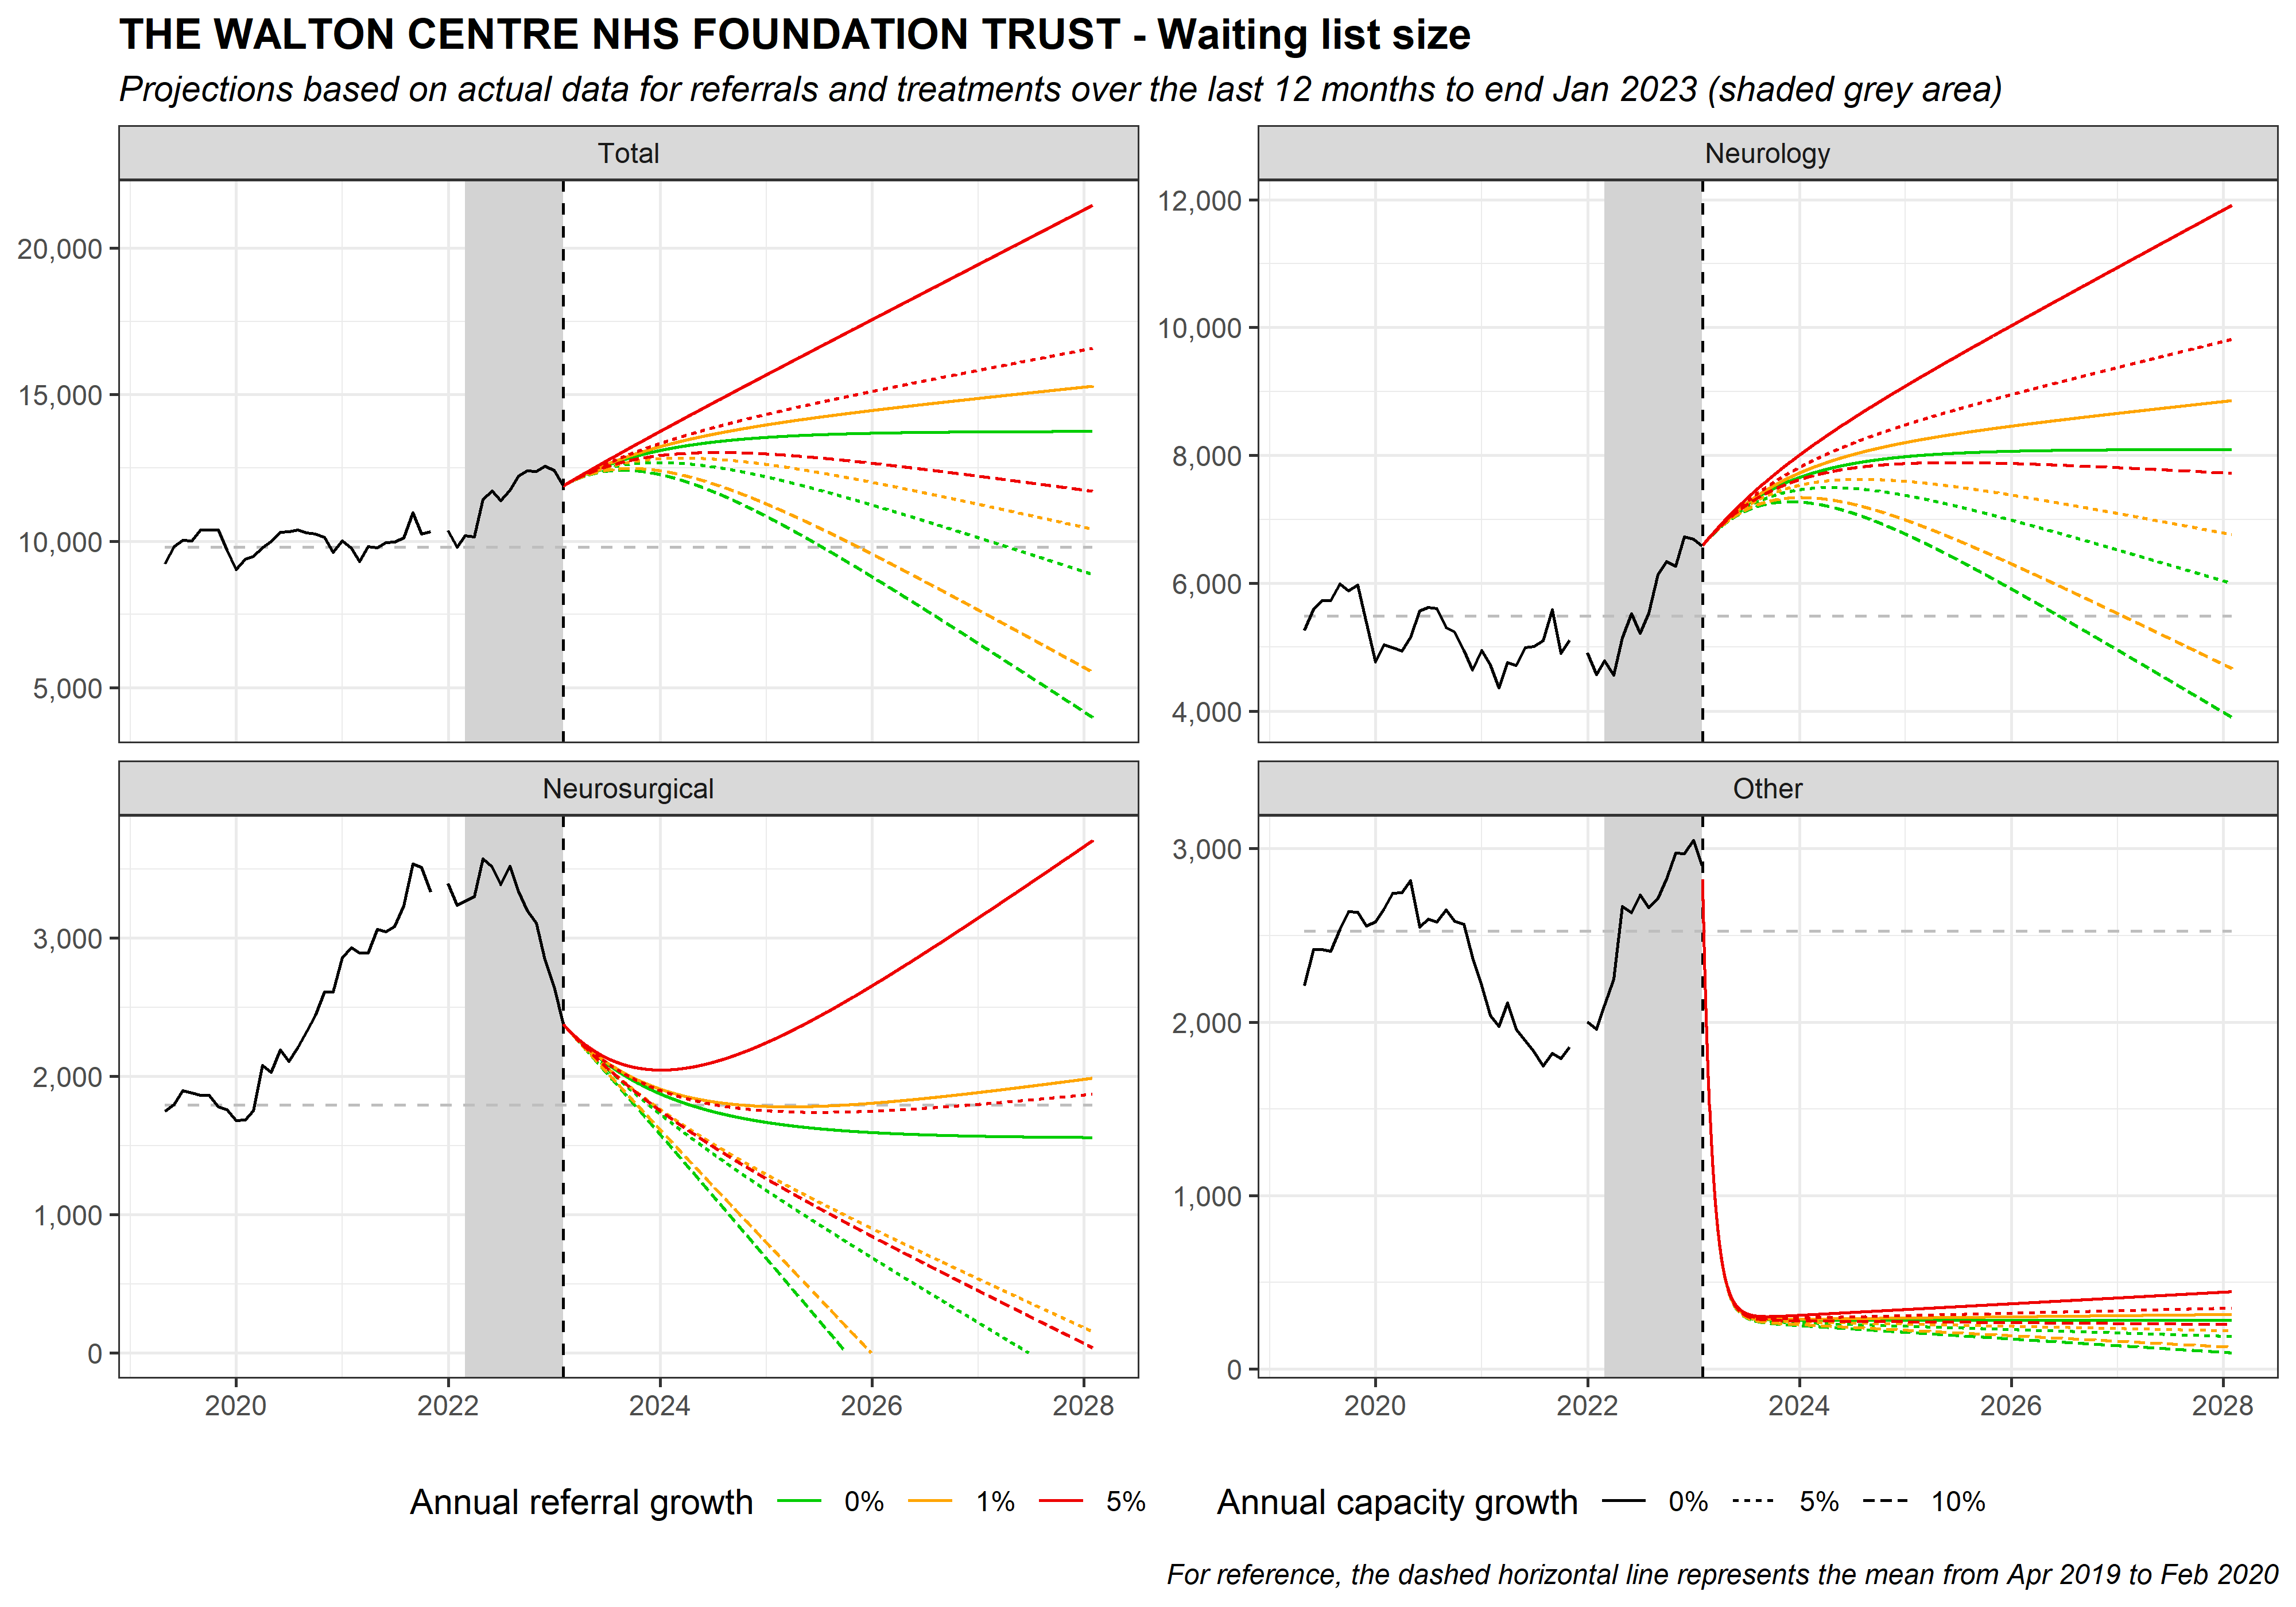 THE WALTON CENTRE NHS FOUNDATION TRUST - Waiting list size
Projections based on actual data for referrals and treatments over the last 12 months to end Jan 2023 (shaded grey area)
Total
20,000
15,000
10,000
5,000
Neurology
12,000
10,000
8,000
6,000
4,000
Neurosurgical
3,000
2,000
1,000
0
2020 2022 2024 2026 2028
Other
3,000
2,000
1,000
0
2020 2022 2024 2026 2028
Annual referral growth 0% 1% 5%
Annual capacity growth 0% 5% 10%
For reference, the dashed horizontal line represents the mean from Apr 2019 to Feb 2020